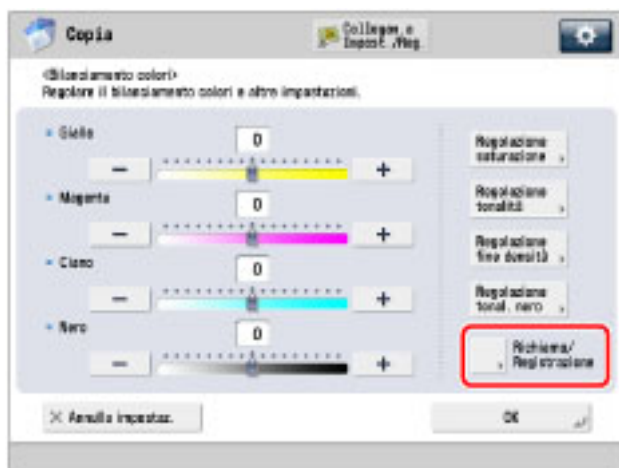 Copia
Collegam. a
Impost./Reg.
<Bilanciamento colori>
Regolare il bilanciamento colori e altre impostazioni.
Giallo
0
Regolazione
saturazione
− +
Magenta
0
Regolazione
tonalità
− +
Ciano
0
Regolazione
fine densità
− +
Regolazione
tonal. nero
Nero
0
Richiamo/
Registrazione
− +
× Annulla impostaz.
OK